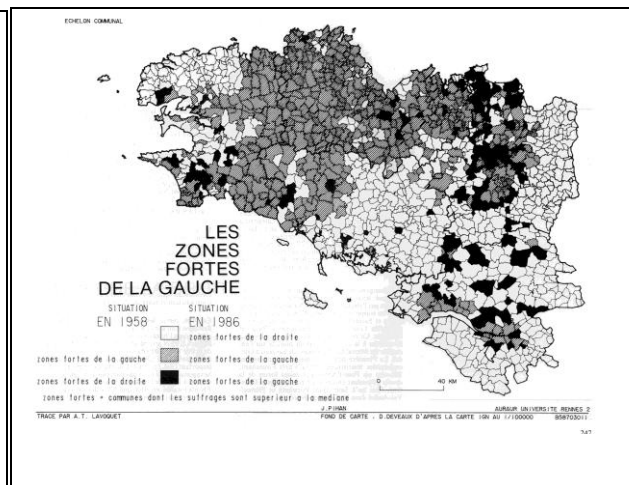 ECHELON COMMUNAL
LES
ZONES
FORTES
DE LA GAUCHE
SITUATION SITUATION
EN 1958 EN 1986
zones fortes de la droite
zones fortes de la gauche zones fortes de la gauche
zones fortes de la droite zones fortes de la gauche
zones fortes = communes dont les suffrages sont superieur a la mediane
0 40 KM
J.PIHAN AURAUR UNIVERSITE RENNES 2
TRACE PAR A.T. LAVOQUET FOND DE CARTE . D.DEVEAUX D'APRES LA CARTE IGN AU 1/100000